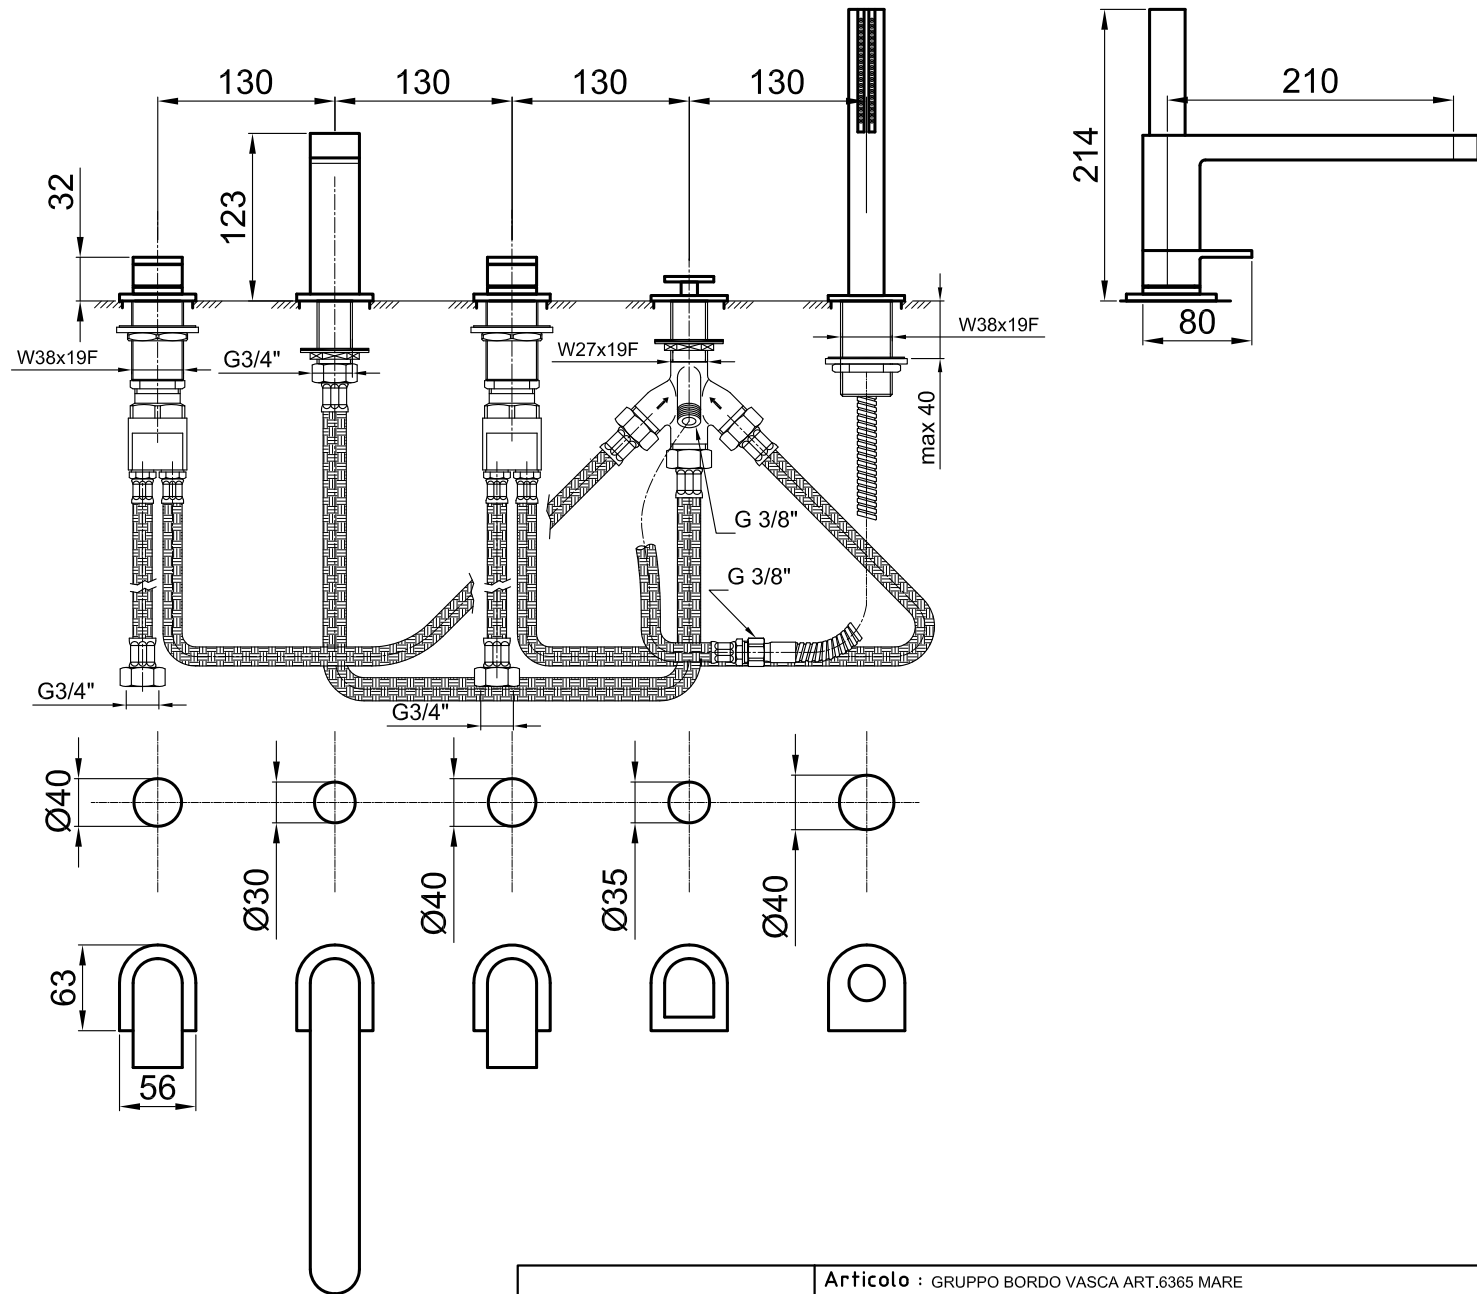 130
130
130
130
210
214
32
123
80
W38x19F
G3/4"
W27x19F
W38x19F
max 40
G 3/8"
G 3/8"
G3/4"
G3/4"
Ø40
Ø30
Ø40
Ø35
Ø40
63
56
Articolo : GRUPPO BORDO VASCA ART.6365 MARE